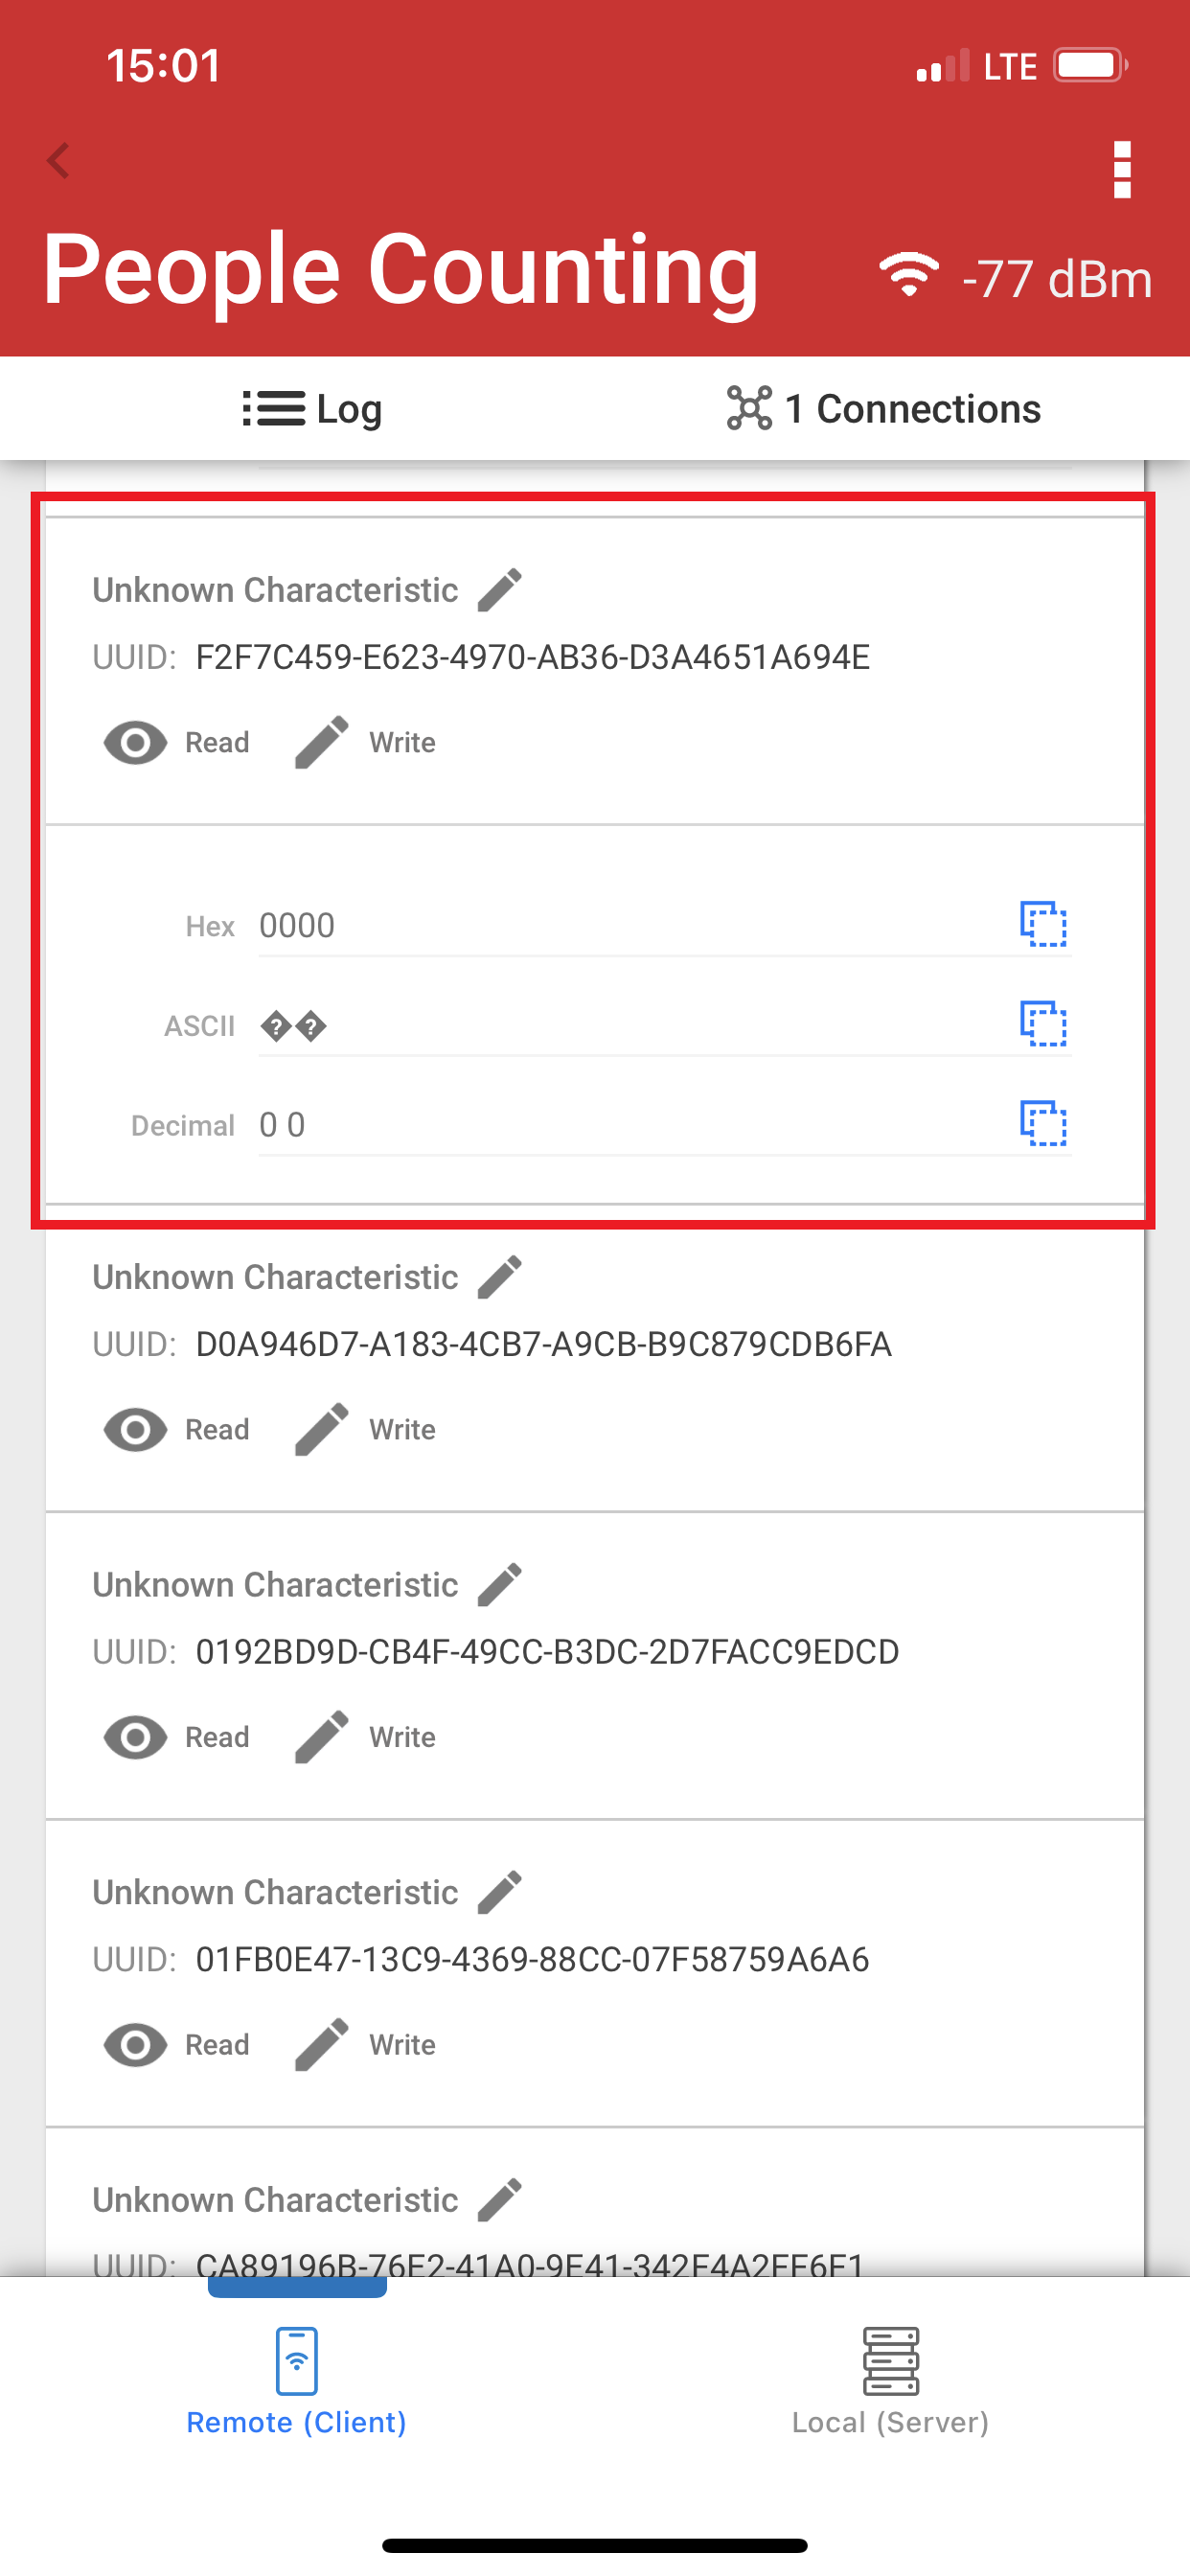 15:01 LTE
People Counting -77 dBm
Log 1 Connections
Unknown Characteristic
UUID: F2F7C459-E623-4970-AB36-D3A4651A694E
Read Write
Hex 0000
ASCII ��
Decimal 0 0
Unknown Characteristic
UUID: D0A946D7-A183-4CB7-A9CB-B9C879CDB6FA
Read Write
Unknown Characteristic
UUID: 0192BD9D-CB4F-49CC-B3DC-2D7FACC9EDCD
Read Write
Unknown Characteristic
UUID: 01FB0E47-13C9-4369-88CC-07F58759A6A6
Read Write
Unknown Characteristic
UUID: CA89196B-76E2-41A0-9E41-342F4A2FF6F1
Remote (Client) Local (Server)